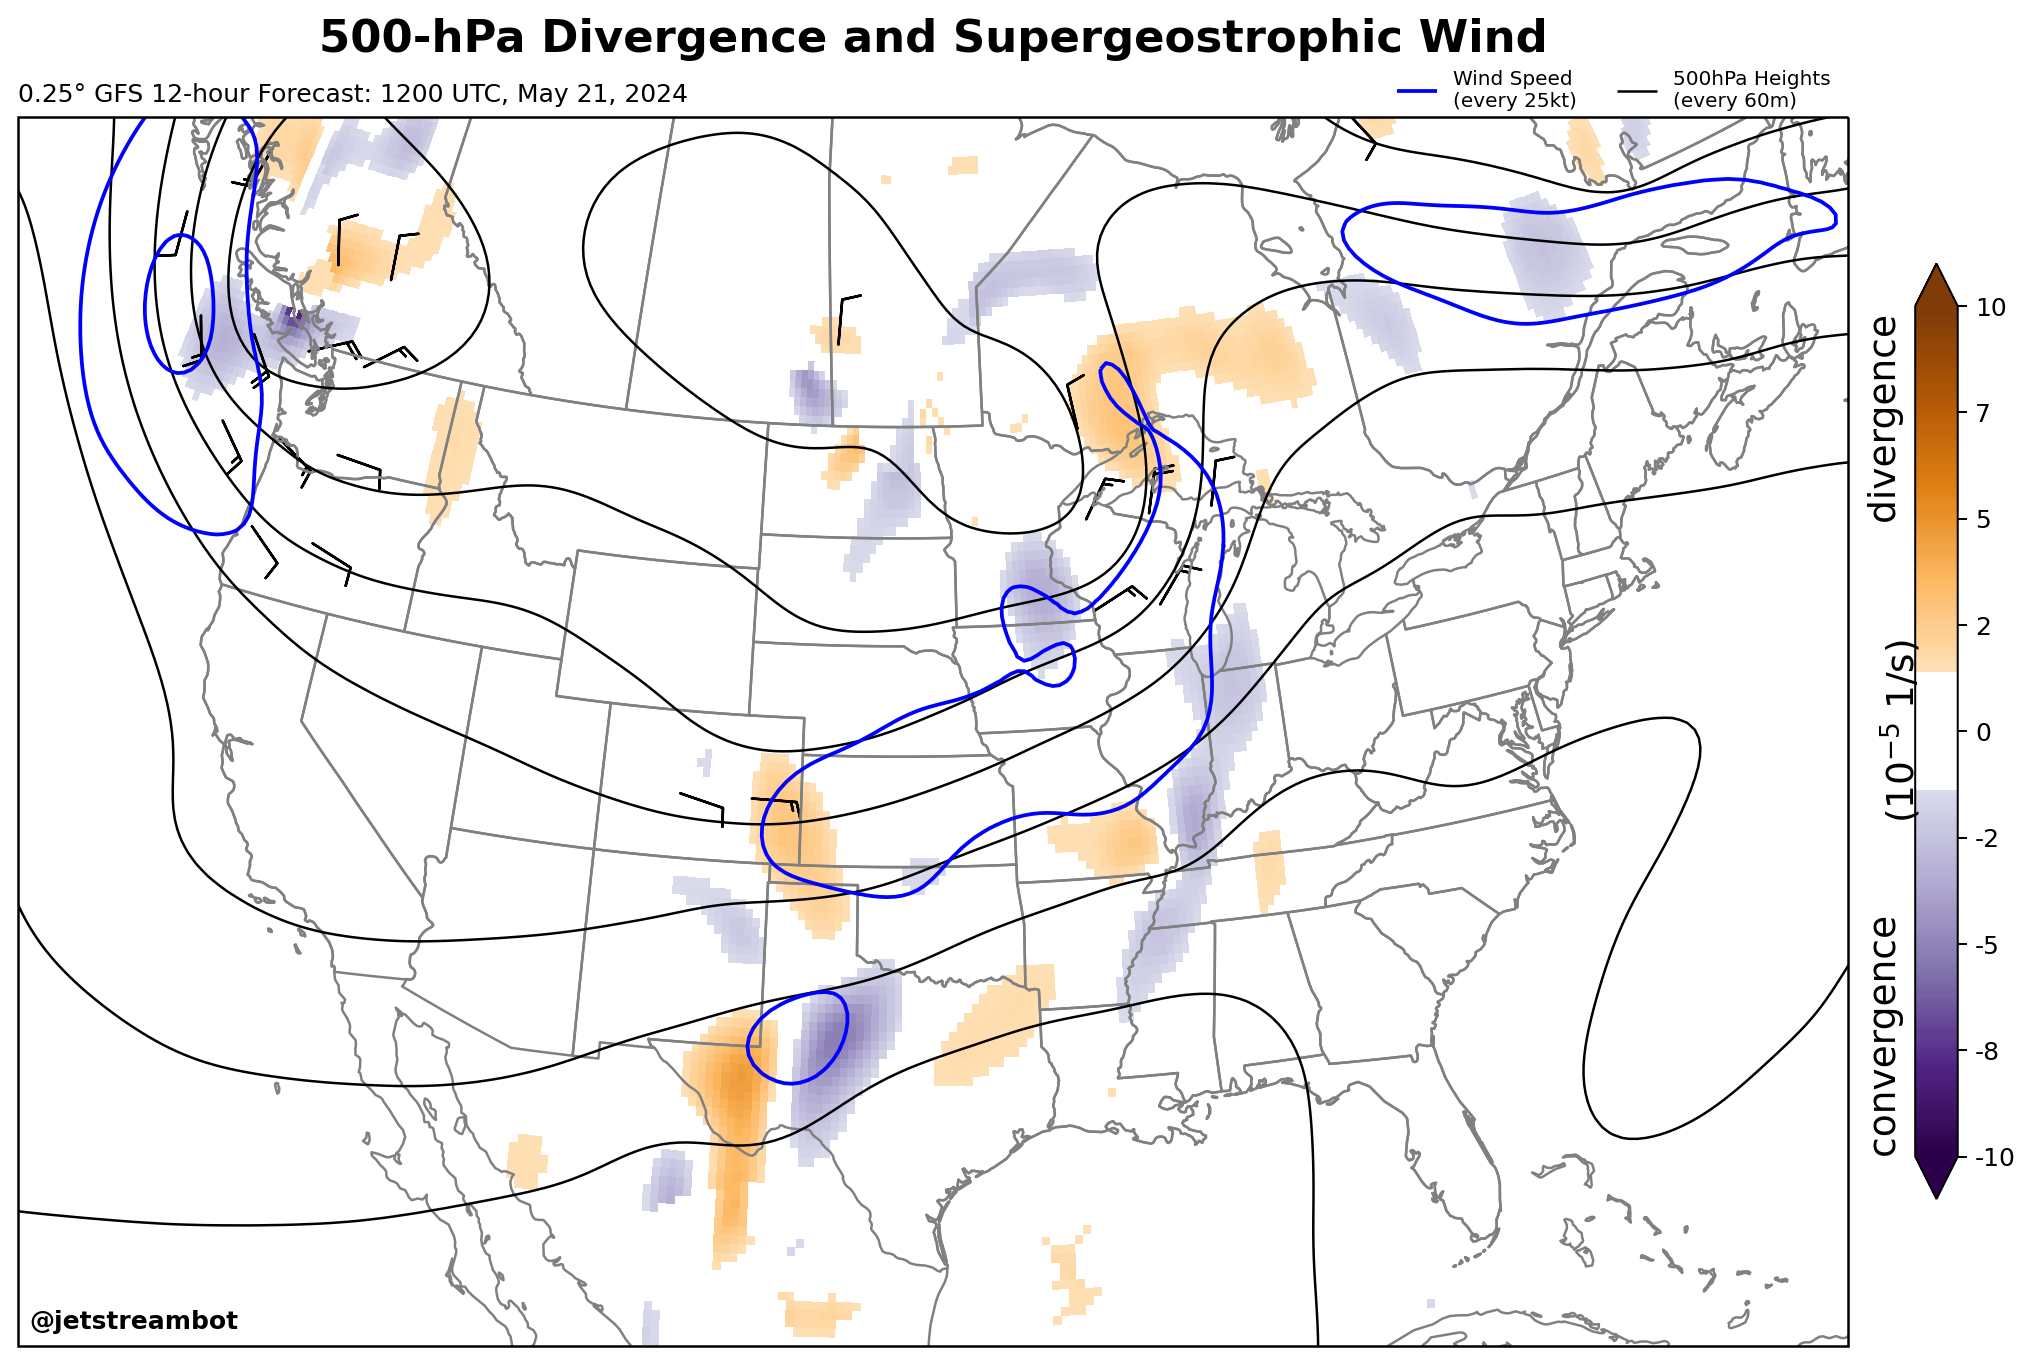 500-hPa Divergence and Supergeostrophic Wind
0.25° GFS 12-hour Forecast: 1200 UTC, May 21, 2024
Wind Speed
(every 25kt)
500hPa Heights
(every 60m)
10
7
5
2
0
-2
-5
-8
-10
convergence (10⁻⁵ 1/s) divergence
@jetstreambot